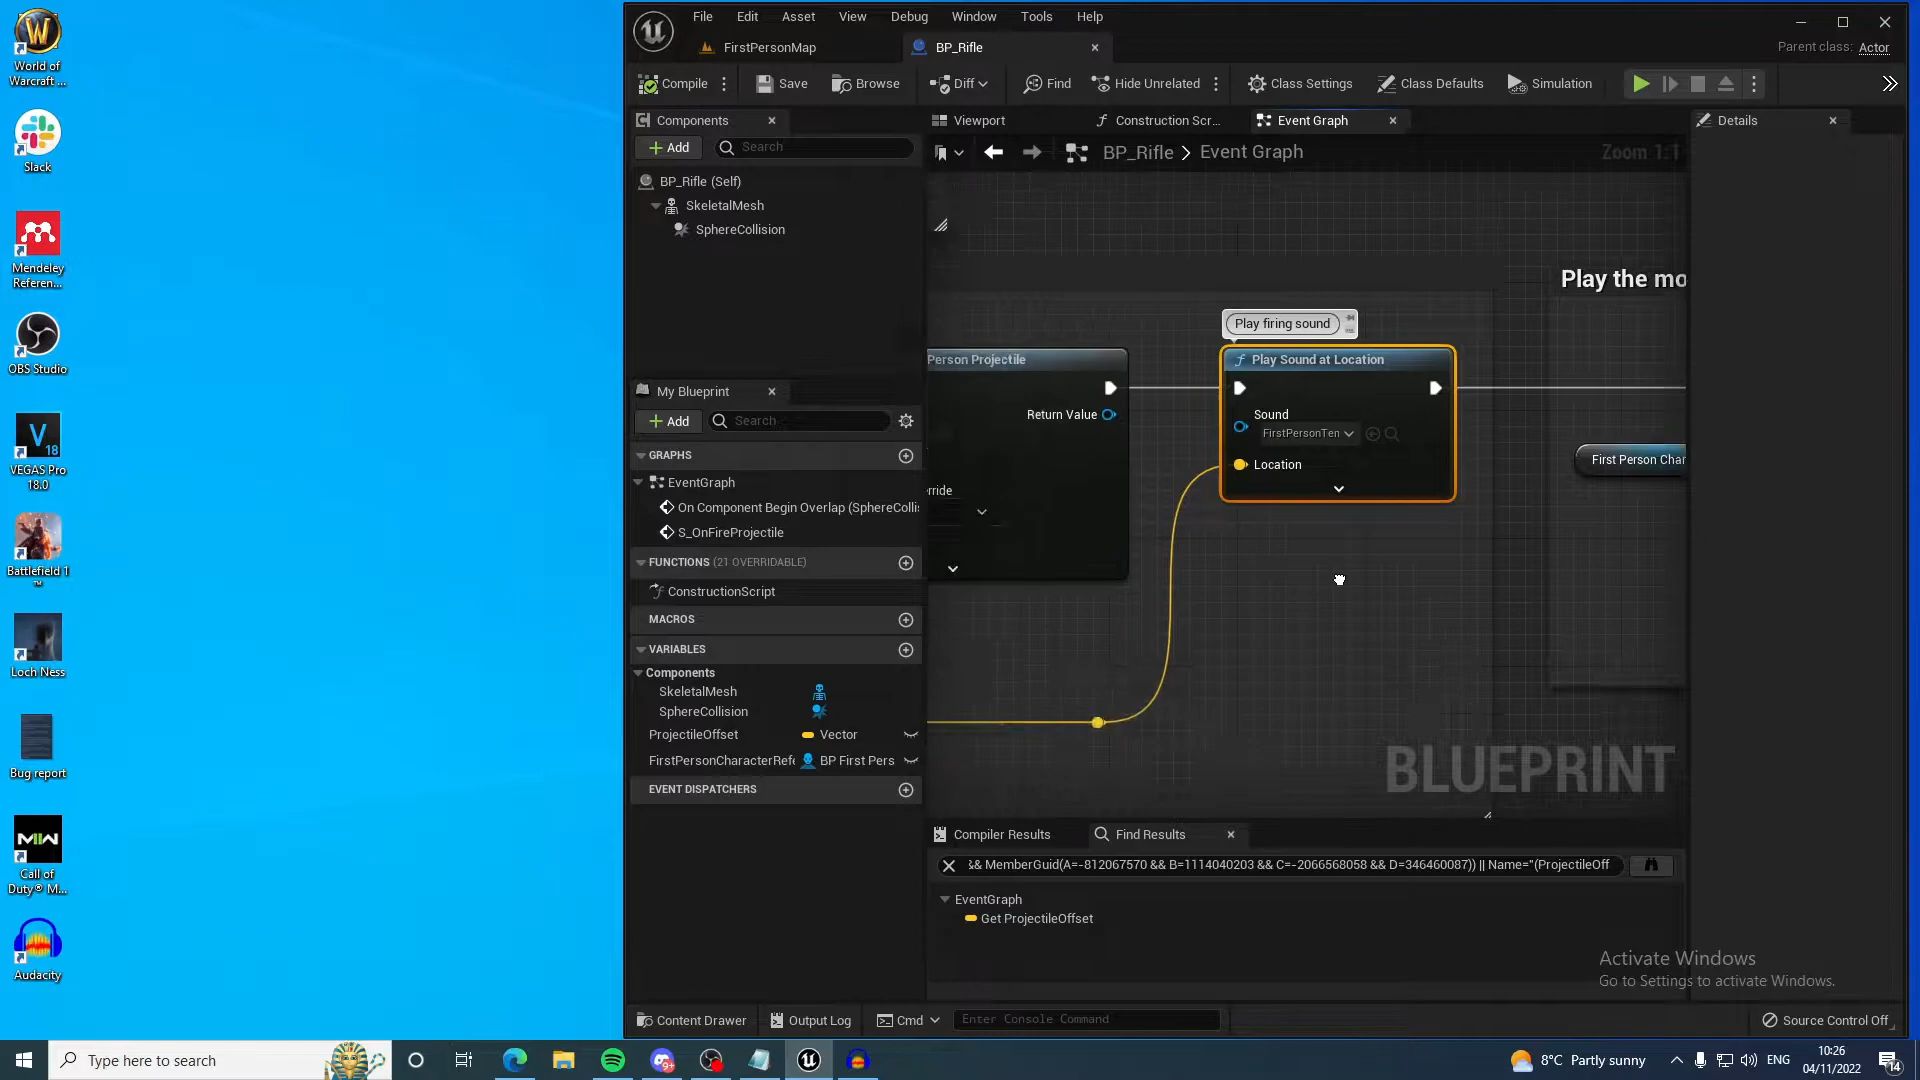 World of
Warcraft ...
Slack
Mendeley
Referen...
OBS Studio
VEGAS Pro
18.0
Battlefield 1
™
Loch Ness
Bug report
Call of
Duty® M...
Audacity
File Edit Asset View Debug Window Tools Help
FirstPersonMap
BP_Rifle
Parent class: Actor
Compile
Save
Browse
Diff
Find
Hide Unrelated
Class Settings
Class Defaults
Simulation
Components
Add
Search
BP_Rifle (Self)
SkeletalMesh
SphereCollision
My Blueprint
Add
Search
GRAPHS
EventGraph
On Component Begin Overlap (SphereCollis
S_OnFireProjectile
FUNCTIONS (21 OVERRIDABLE)
ConstructionScript
MACROS
VARIABLES
Components
SkeletalMesh
SphereCollision
ProjectileOffset Vector
FirstPersonCharacterRefe BP First Pers
EVENT DISPATCHERS
Viewport
Construction Scr...
Event Graph
BP_Rifle > Event Graph
Zoom 1:1
Play the mo
Play firing sound
Person Projectile
Return Value
rride
Play Sound at Location
Sound
FirstPersonTen
Location
First Person Char
BLUEPRINT
Details
Compiler Results
Find Results
&& MemberGuid(A=-812067570 && B=1114040203 && C=-2066568058 && D=346460087)) || Name="(ProjectileOff
EventGraph
Get ProjectileOffset
Activate Windows
Go to Settings to activate Windows.
Content Drawer
Output Log
Cmd
Enter Console Command
Source Control Off
Type here to search
9+
8°C Partly sunny
ENG
10:26
04/11/2022
14